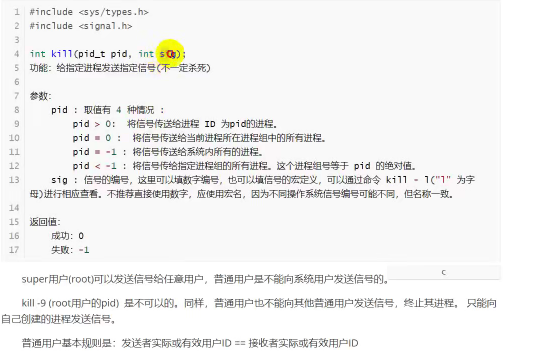 1 #include <sys/types.h>
2 #include <signal.h>
3
4 int kill(pid_t pid, int sig);
5 功能：给指定进程发送指定信号(不一定杀死)
6
7 参数：
8 pid : 取值有 4 种情况 :
9 pid > 0: 将信号传送给进程 ID 为pid的进程。
10 pid = 0 : 将信号传送给当前进程所在进程组中的所有进程。
11 pid = -1 : 将信号传送给系统内所有的进程。
12 pid < -1 : 将信号传给指定进程组的所有进程。这个进程组号等于 pid 的绝对值。
13 sig : 信号的编号，这里可以填数字编号，也可以填信号的宏定义，可以通过命令 kill - l("l" 为字
母)进行相应查看。不推荐直接使用数字，应使用宏名，因为不同操作系统信号编号可能不同，但名称一致。
14
15 返回值：
16 成功：0
17 失败：-1
C
super用户(root)可以发送信号给任意用户，普通用户是不能向系统用户发送信号的。
kill -9 (root用户的pid) 是不可以的。同样，普通用户也不能向其他普通用户发送信号，终止其进程。 只能向
自己创建的进程发送信号。
普通用户基本规则是：发送者实际或有效用户ID == 接收者实际或有效用户ID